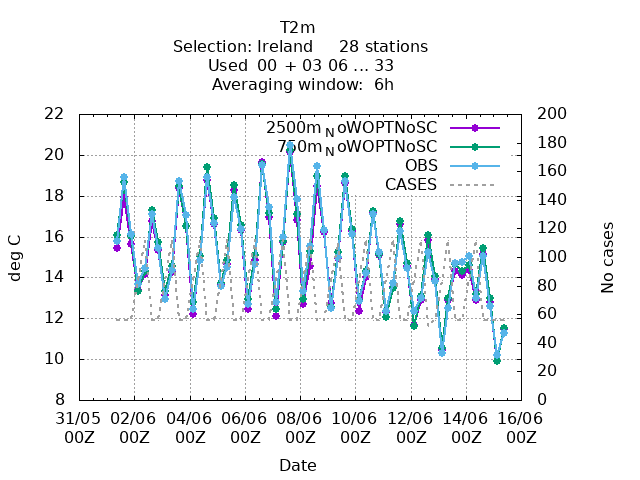 T2m
Selection: Ireland     28 stations
Used  00 + 03 06 ... 33
Averaging window:  6h
22
20
18
16
14
12
10
8
deg C
200
180
160
140
120
100
80
60
40
20
0
No cases
2500m_NoWOPTNoSC
750m_NoWOPTNoSC
OBS
CASES
31/05 02/06 04/06 06/06 08/06 10/06 12/06 14/06 16/06
00Z 00Z 00Z 00Z 00Z 00Z 00Z 00Z 00Z
Date